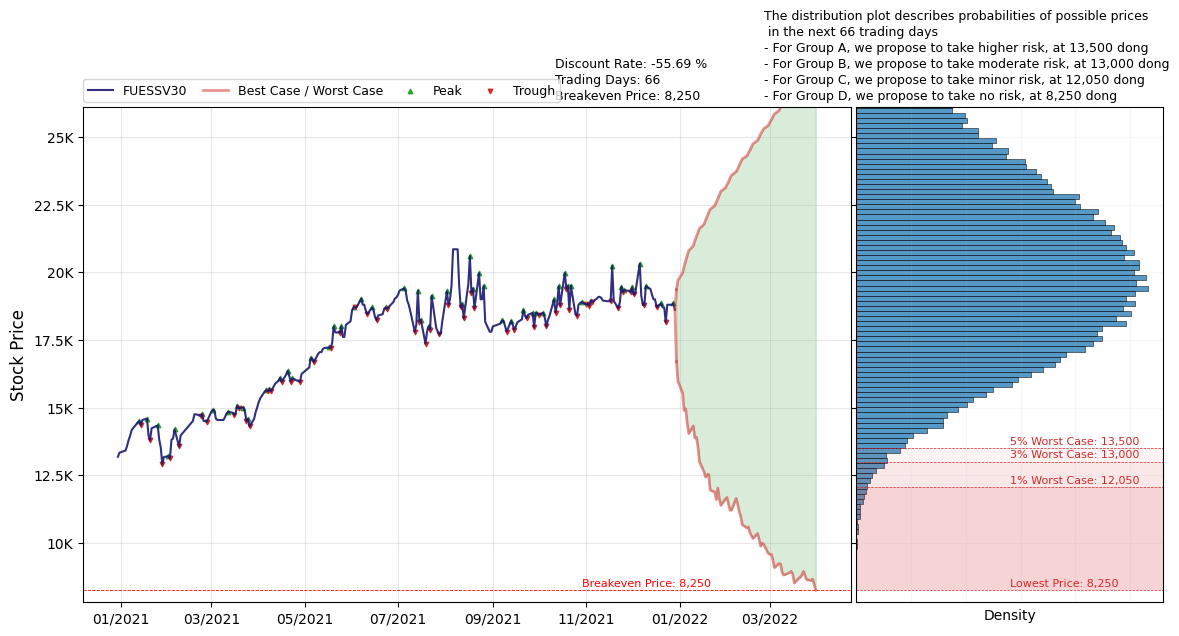 The distribution plot describes probabilities of possible prices
in the next 66 trading days
- For Group A, we propose to take higher risk, at 13,500 dong
- For Group B, we propose to take moderate risk, at 13,000 dong
- For Group C, we propose to take minor risk, at 12,050 dong
- For Group D, we propose to take no risk, at 8,250 dong
Discount Rate: -55.69 %
Trading Days: 66
Breakeven Price: 8,250
FUESSV30
Best Case / Worst Case
Peak
Trough
Stock Price
25K
22.5K
20K
17.5K
15K
12.5K
10K
Breakeven Price: 8,250
01/2021
03/2021
05/2021
07/2021
09/2021
11/2021
01/2022
03/2022
5% Worst Case: 13,500
3% Worst Case: 13,000
1% Worst Case: 12,050
Lowest Price: 8,250
Density